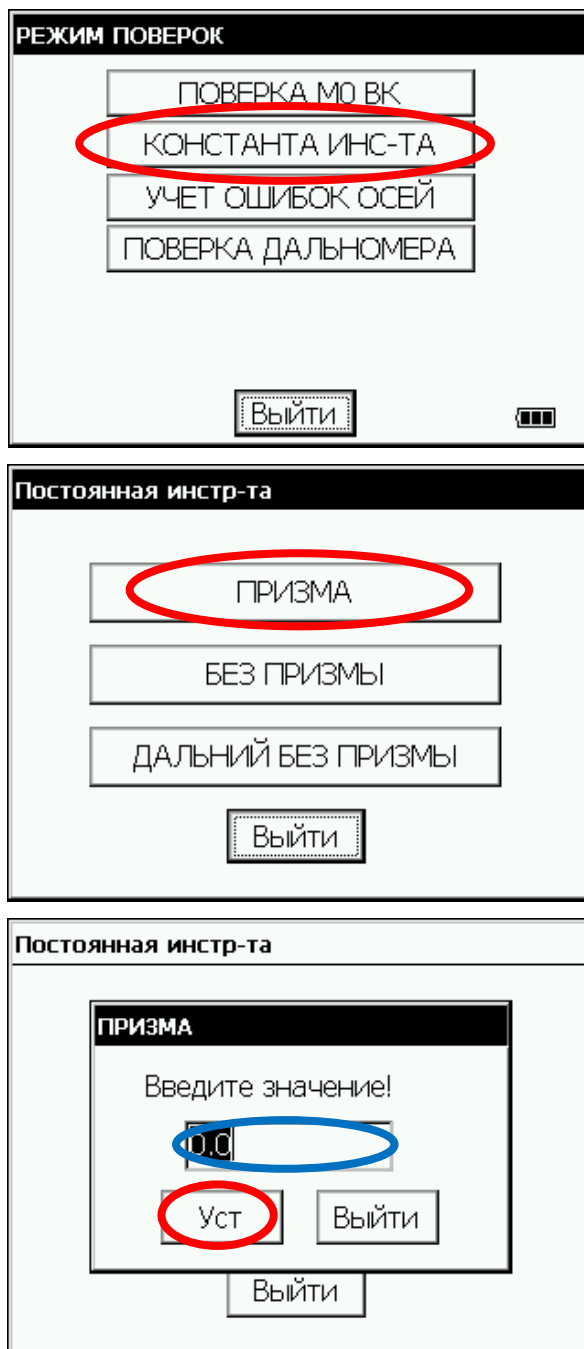 РЕЖИМ ПОВЕРОК
ПОВЕРКА М0 ВК
КОНСТАНТА ИНС-ТА
УЧЕТ ОШИБОК ОСЕЙ
ПОВЕРКА ДАЛЬНОМЕРА
Выйти
Постоянная инстр-та
ПРИЗМА
БЕЗ ПРИЗМЫ
ДАЛЬНИЙ БЕЗ ПРИЗМЫ
Выйти
Постоянная инстр-та
ПРИЗМА
Введите значение!
0.0
Уст Выйти
Выйти